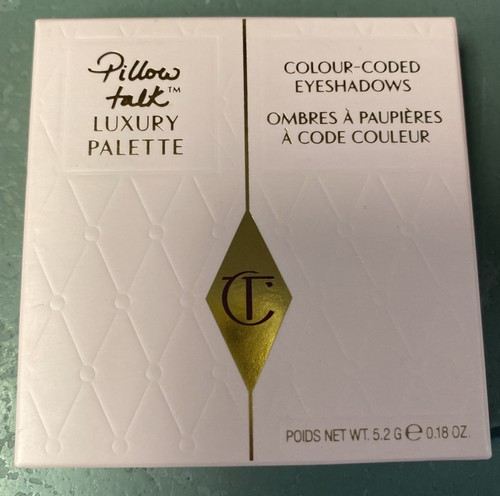 Pillow
talk™
LUXURY
PALETTE
COLOUR-CODED
EYESHADOWS
OMBRES À PAUPIÈRES
À CODE COULEUR
CT
POIDS NET WT. 5.2 G ℮ 0.18 OZ.